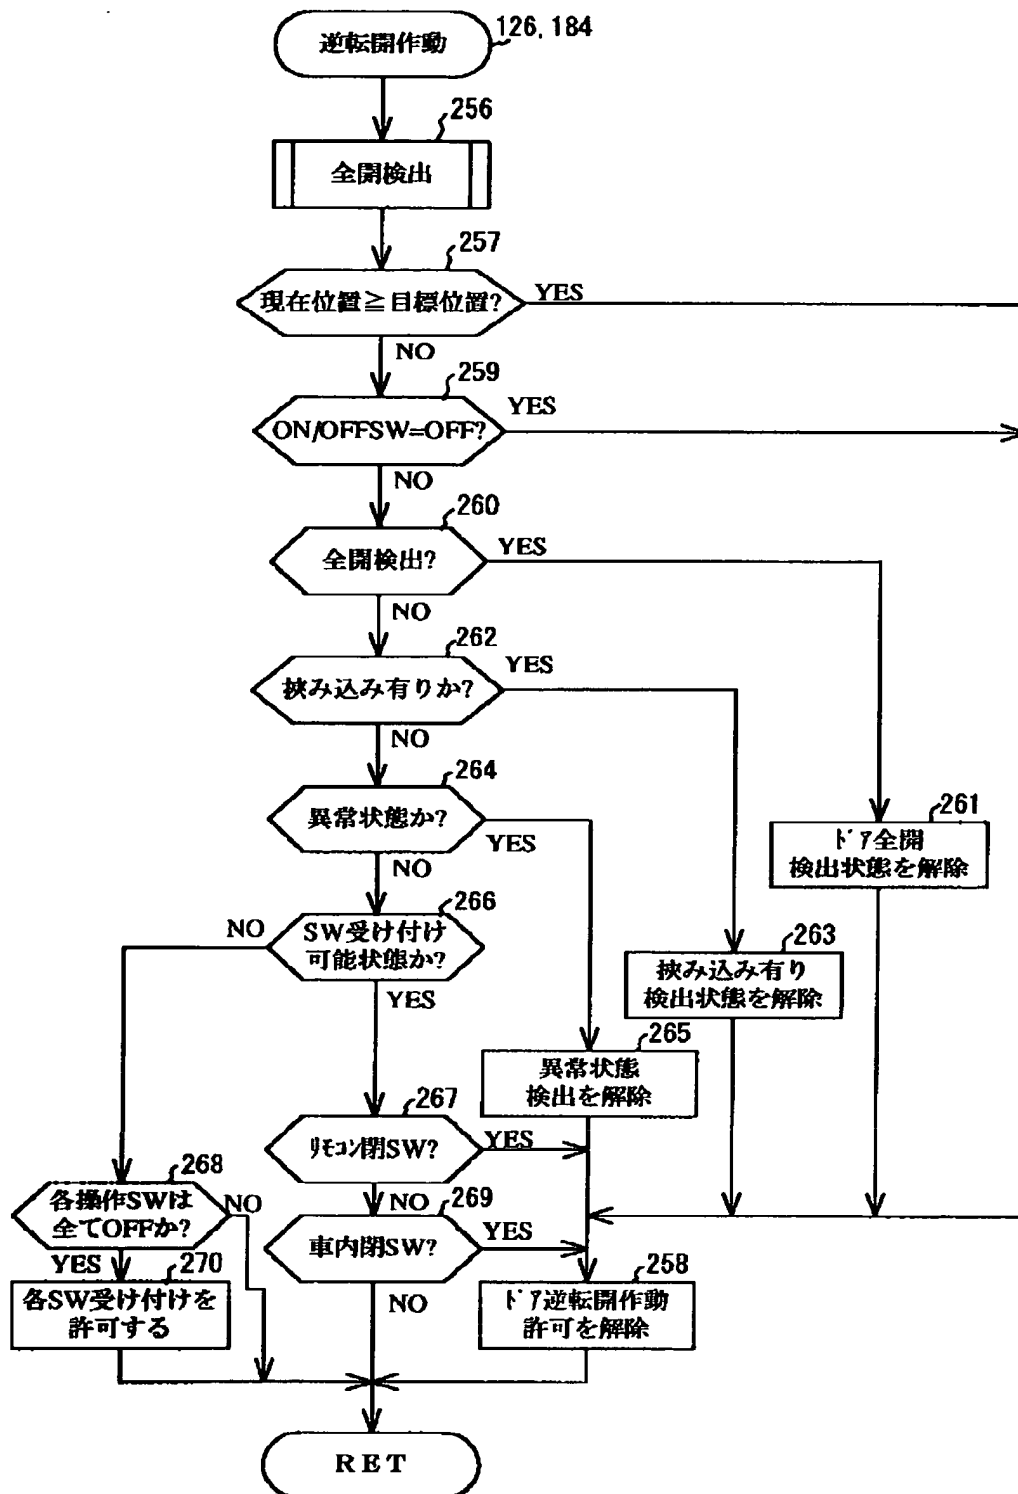 逆転開作動
126, 184
256
全開検出
257
現在位置≧目標位置?
YES
NO
259
ON/OFFSW=OFF?
YES
NO
260
全開検出?
YES
NO
262
挟み込み有りか?
YES
NO
264
異常状態か?
YES
NO
261
ドア全開
検出状態を解除
266
SW受け付け
可能状態か?
NO
YES
263
挟み込み有り
検出状態を解除
265
異常状態
検出を解除
267
リモコン閉SW?
YES
NO
268
各操作SWは
全てOFFか?
NO
YES
269
車内閉SW?
YES
NO
270
各SW受け付けを
許可する
258
ドア逆転開作動
許可を解除
RET